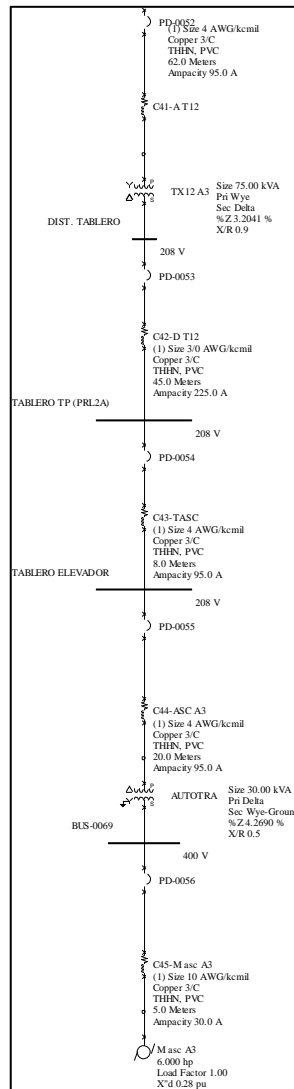 PD-0052
(1) Size 4 AWG/kcmil
Copper 3/C
THHN, PVC
62.0 Meters
Ampacity 95.0 A
C41-A T12
P
S
TX12 A3
Size 75.00 kVA
Pri Wye
Sec Delta
%Z 3.2041 %
X/R 0.9
DIST. TABLERO
208 V
PD-0053
C42-D T12
(1) Size 3/0 AWG/kcmil
Copper 3/C
THHN, PVC
45.0 Meters
Ampacity 225.0 A
TABLERO TP (PRL2A)
208 V
PD-0054
C43-TASC
(1) Size 4 AWG/kcmil
Copper 3/C
THHN, PVC
8.0 Meters
Ampacity 95.0 A
TABLERO ELEVADOR
208 V
PD-0055
C44-ASC A3
(1) Size 4 AWG/kcmil
Copper 3/C
THHN, PVC
20.0 Meters
Ampacity 95.0 A
P
S
AUTOTRA
Size 30.00 kVA
Pri Delta
Sec Wye-Groun
%Z 4.2690 %
X/R 0.5
BUS-0069
400 V
PD-0056
C45-M asc A3
(1) Size 10 AWG/kcmil
Copper 3/C
THHN, PVC
5.0 Meters
Ampacity 30.0 A
M asc A3
6.000 hp
Load Factor 1.00
X"d 0.28 pu